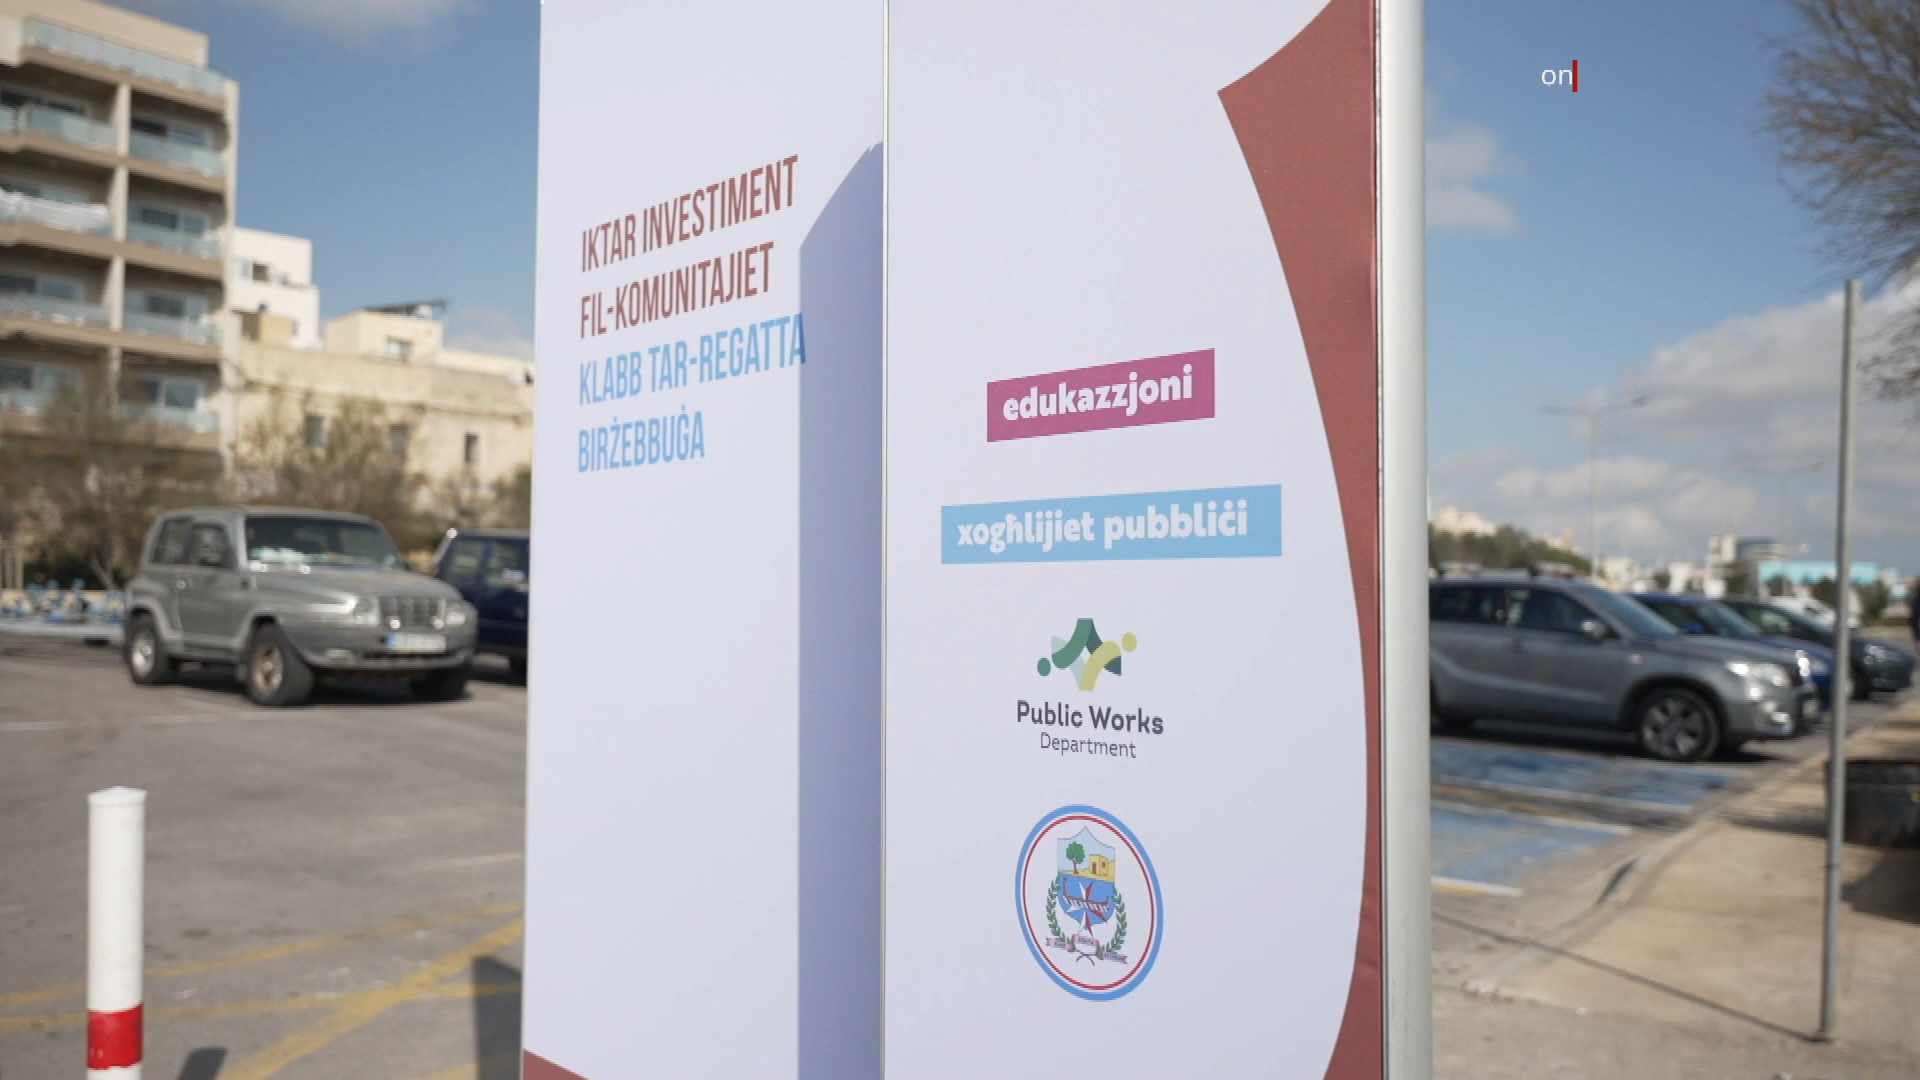 on
IKTAR INVESTIMENT
FIL-KOMUNITAJIET
KLABB TAR-REGATTA
BIRŻEBBUĠA
edukazzjoni
xogħlijiet pubbliċi
Public Works
Department